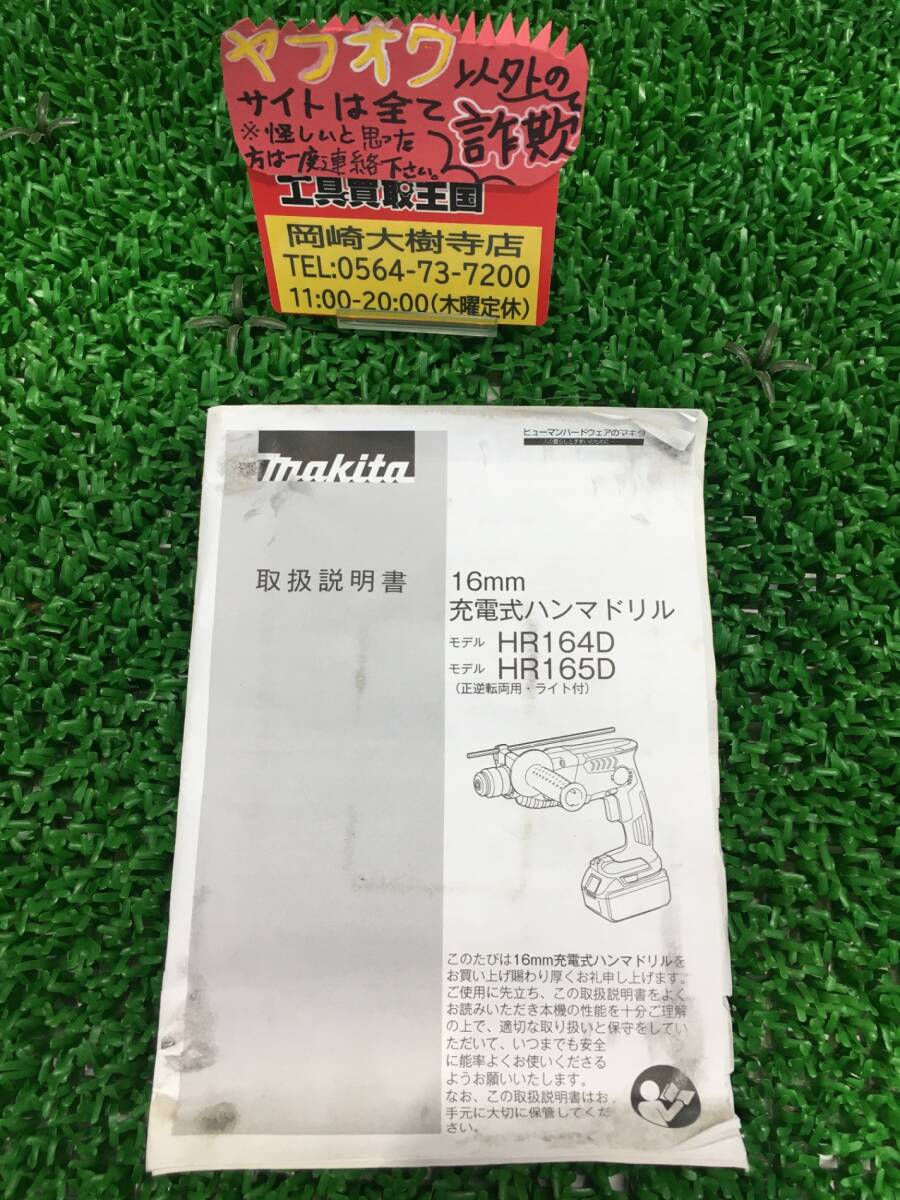 ヤフオク以外の
サイトは全て詐欺
※怪しいと思った
方は一度連絡下さい。
工具買取王国
岡崎大樹寺店
TEL:0564-73-7200
11:00-20:00(木曜定休)
makita
ヒューマンハードウェアのマキタ
取扱説明書
16mm
充電式ハンマドリル
モデル HR164D
モデル HR165D
(正逆転両用・ライト付)
このたびは16mm充電式ハンマドリルを
お買い上げ賜わり厚くお礼申し上げます。
ご使用に先立ち、この取扱説明書をよく
お読みいただき本機の性能を十分ご理解
の上で、適切な取り扱いと保守をしてい
ただいて、いつまでも安全
に能率よくお使いくださる
ようお願いいたします。
なお、この取扱説明書はお
手元に大切に保管してくだ
さい。